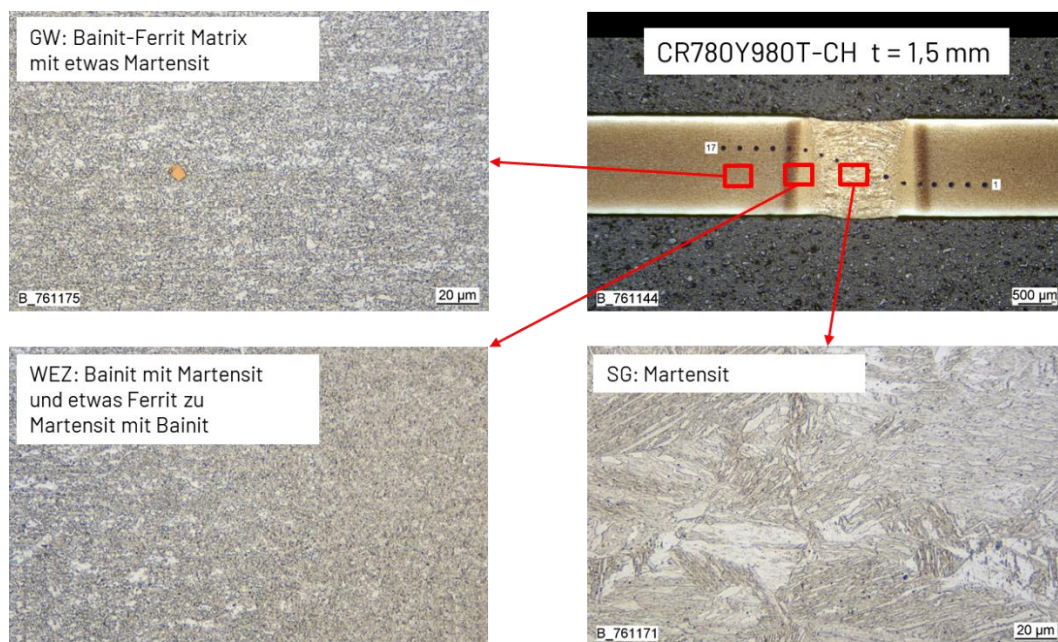 GW: Bainit-Ferrit Matrix
mit etwas Martensit
B_761175
20 µm
CR780Y980T-CH t = 1,5 mm
17
1
B_761144
500 µm
WEZ: Bainit mit Martensit
und etwas Ferrit zu
Martensit mit Bainit
SG: Martensit
B_761171
20 µm